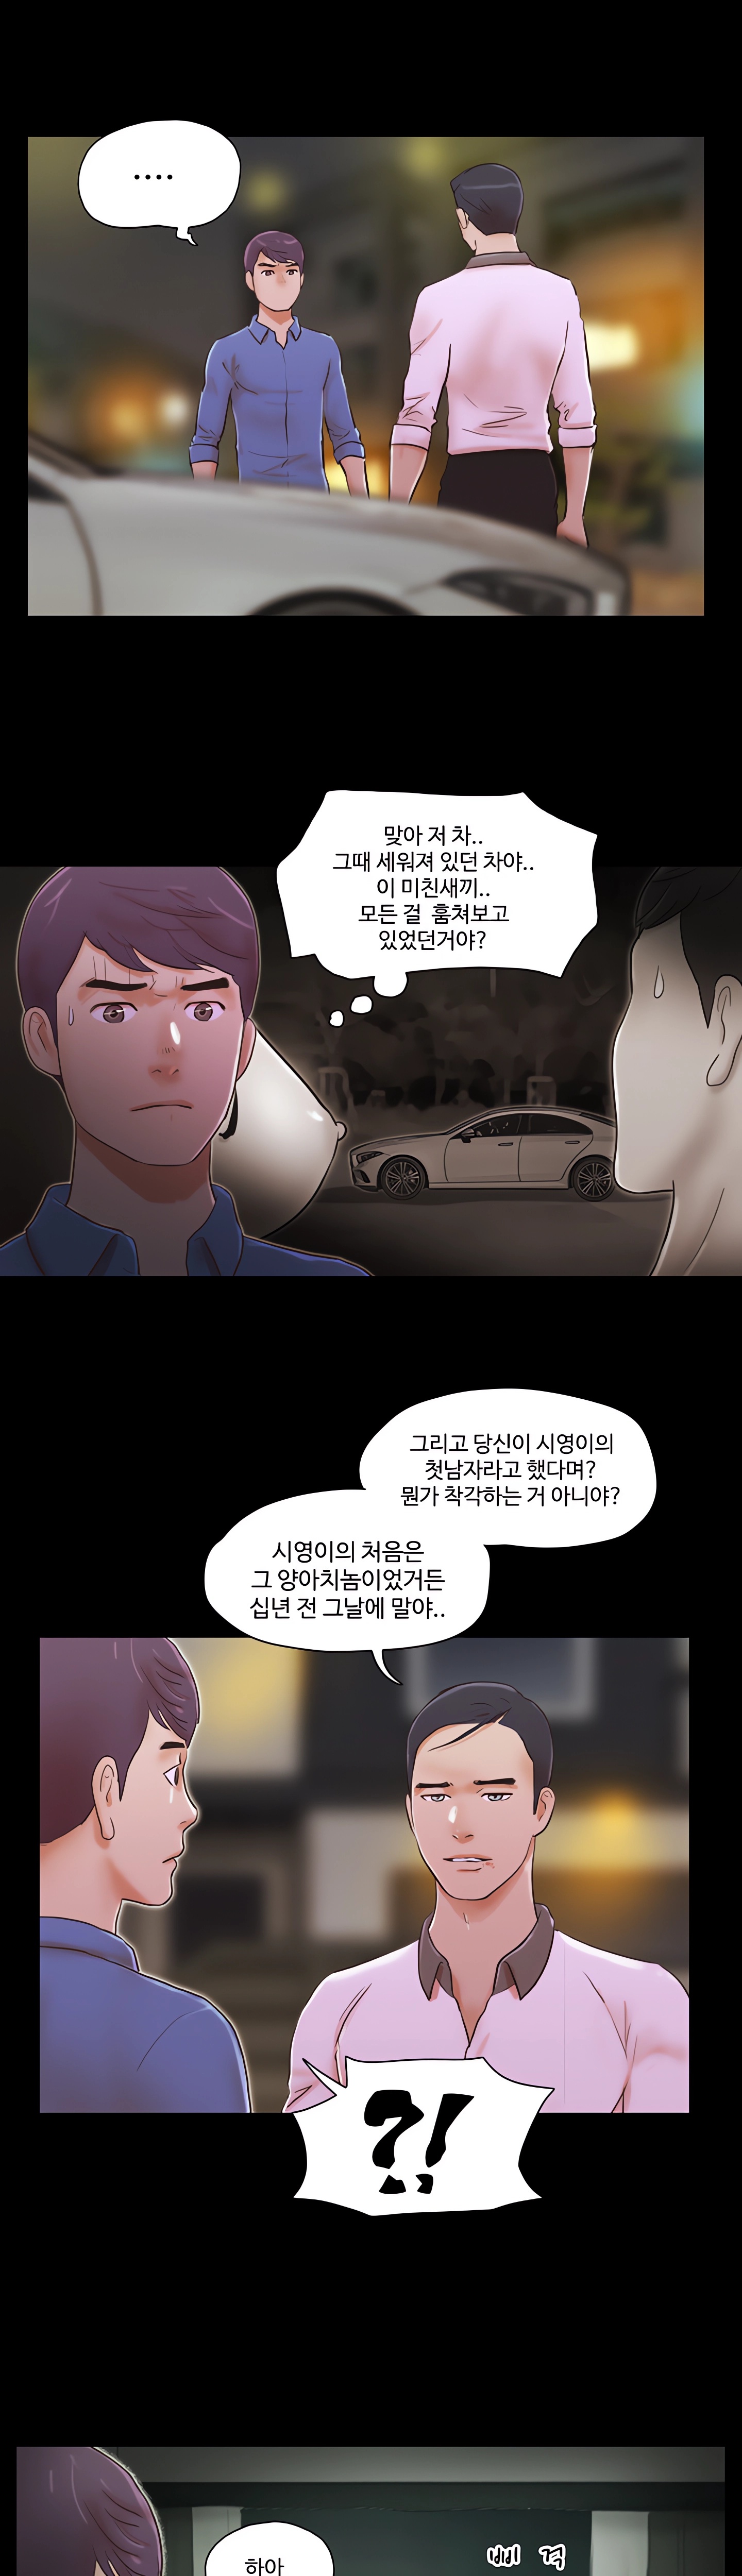 ....
맞아 저 차..
그때 세워져 있던 차야..
이 미친새끼..
모든 걸 훔쳐보고
있었던거야?
그리고 당신이 시영이의
첫남자라고 했다며?
뭔가 착각하는 거 아니야?
시영이의 처음은
그 양아치놈이었거든
십년 전 그날에 말야..
?!
하아
삐걱